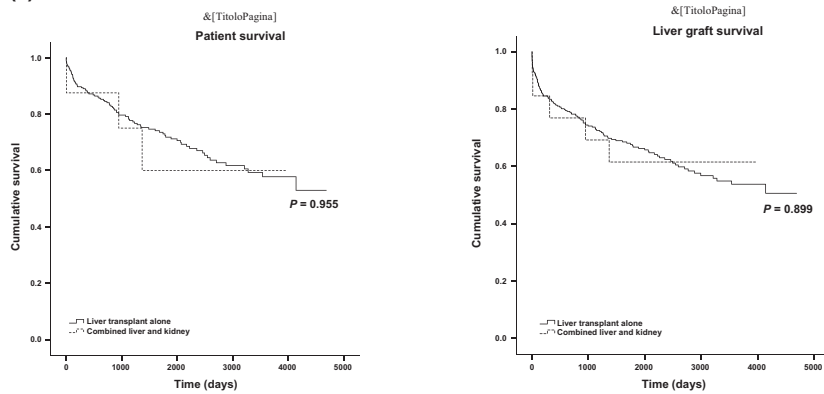 &[TitoloPagina]
Patient survival
1.0
0.8
0.6
0.4
0.2
0.0
Cumulative survival
P = 0.955
Liver transplant alone
Combined liver and kidney
0 1000 2000 3000 4000 5000
Time (days)
&[TitoloPagina]
Liver graft survival
1.0
0.8
0.6
0.4
0.2
0.0
Cumulative survival
P = 0.899
Liver transplant alone
Combined liver and kidney
0 1000 2000 3000 4000 5000
Time (days)